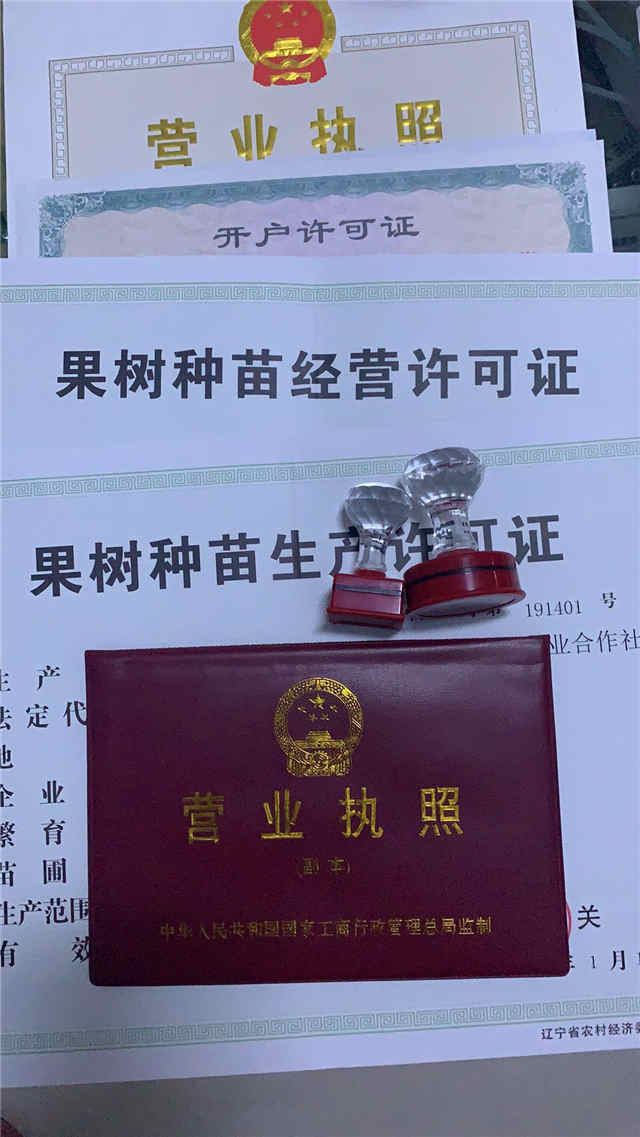 营业执照
开户许可证
果树种苗经营许可证
果树种苗生产许可证
191401 号
业合作社
生 产
法定代
地
企 业
繁 育
苗 圃
生产范围
有 效
关
年 1 月
营业执照
(副 本)
中华人民共和国国家工商行政管理总局监制
辽宁省农村经济委